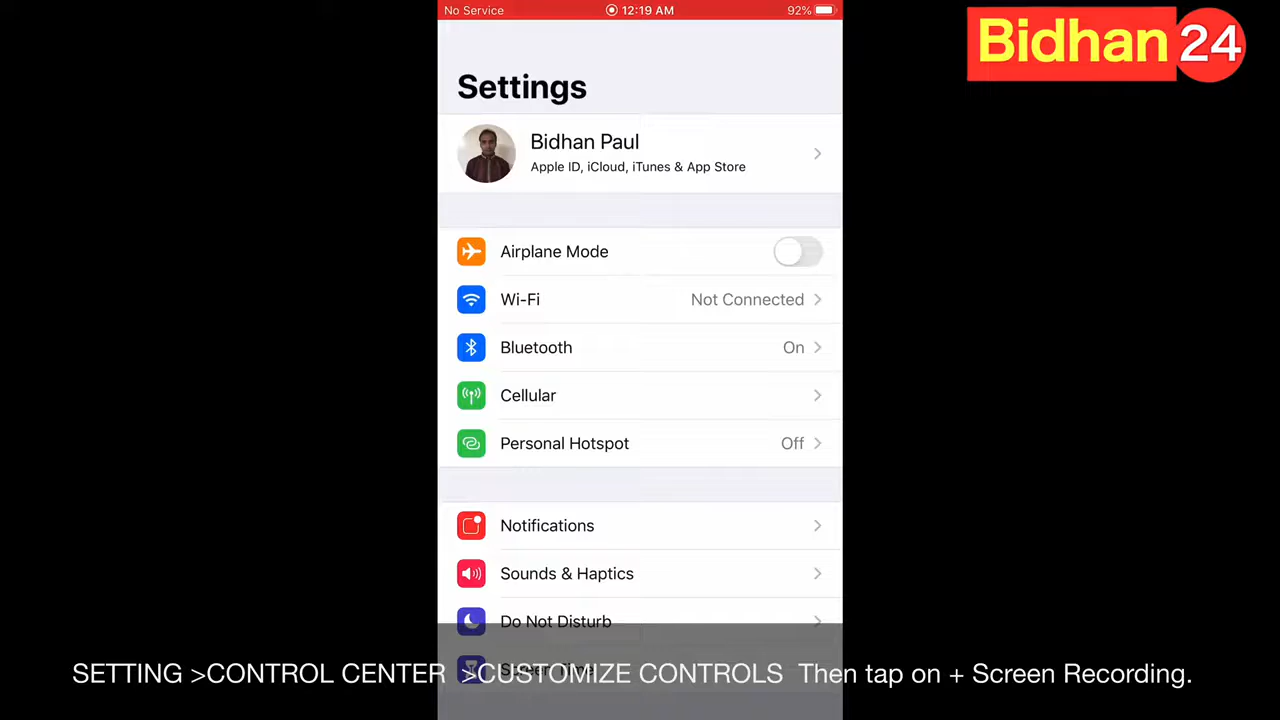 No Service 12:19 AM 92%
Bidhan 24
Settings
Bidhan Paul
Apple ID, iCloud, iTunes & App Store
Airplane Mode
Wi-Fi Not Connected
Bluetooth On
Cellular
Personal Hotspot Off
Notifications
Sounds & Haptics
Do Not Disturb
Screen Time
SETTING >CONTROL CENTER >CUSTOMIZE CONTROLS Then tap on + Screen Recording.